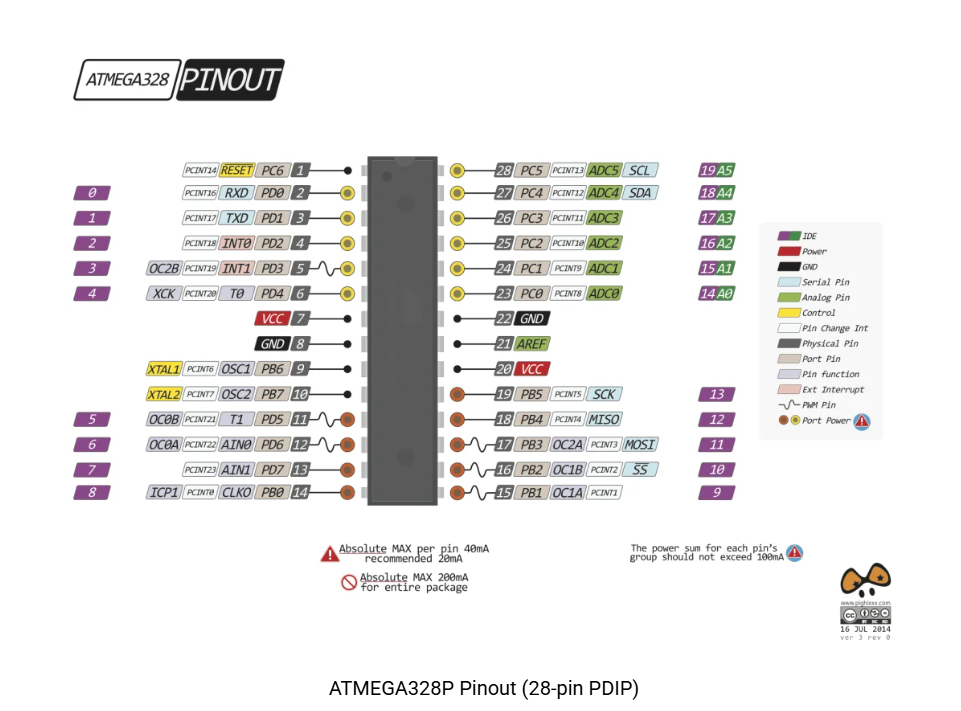 ATMEGA328 PINOUT
PCINT14 RESET PC6 1
28 PC5 PCINT13 ADC5 SCL 19 A5
0 PCINT16 RXD PD0 2
27 PC4 PCINT12 ADC4 SDA 18 A4
1 PCINT17 TXD PD1 3
26 PC3 PCINT11 ADC3 17 A3
2 PCINT18 INT0 PD2 4
25 PC2 PCINT10 ADC2 16 A2
3 OC2B PCINT19 INT1 PD3 5
24 PC1 PCINT9 ADC1 15 A1
4 XCK PCINT20 T0 PD4 6
23 PC0 PCINT8 ADC0 14 A0
VCC 7
22 GND
GND 8
21 AREF
XTAL1 PCINT6 OSC1 PB6 9
20 VCC
XTAL2 PCINT7 OSC2 PB7 10
19 PB5 PCINT5 SCK 13
5 OC0B PCINT21 T1 PD5 11
18 PB4 PCINT4 MISO 12
6 OC0A PCINT22 AIN0 PD6 12
17 PB3 OC2A PCINT3 MOSI 11
7 PCINT23 AIN1 PD7 13
16 PB2 OC1B PCINT2 SS 10
8 ICP1 PCINT0 CLKO PB0 14
15 PB1 OC1A PCINT1 9
IDE
Power
GND
Serial Pin
Analog Pin
Control
Pin Change Int
Physical Pin
Port Pin
Pin function
Ext Interrupt
PWM Pin
Port Power
Absolute MAX per pin 40mA
recommended 20mA
Absolute MAX 200mA
for entire package
The power sum for each pin's
group should not exceed 100mA
www.pighixxx.com
cc
BY NC ND
16 JUL 2014
ver 3 rev 0
ATMEGA328P Pinout (28-pin PDIP)